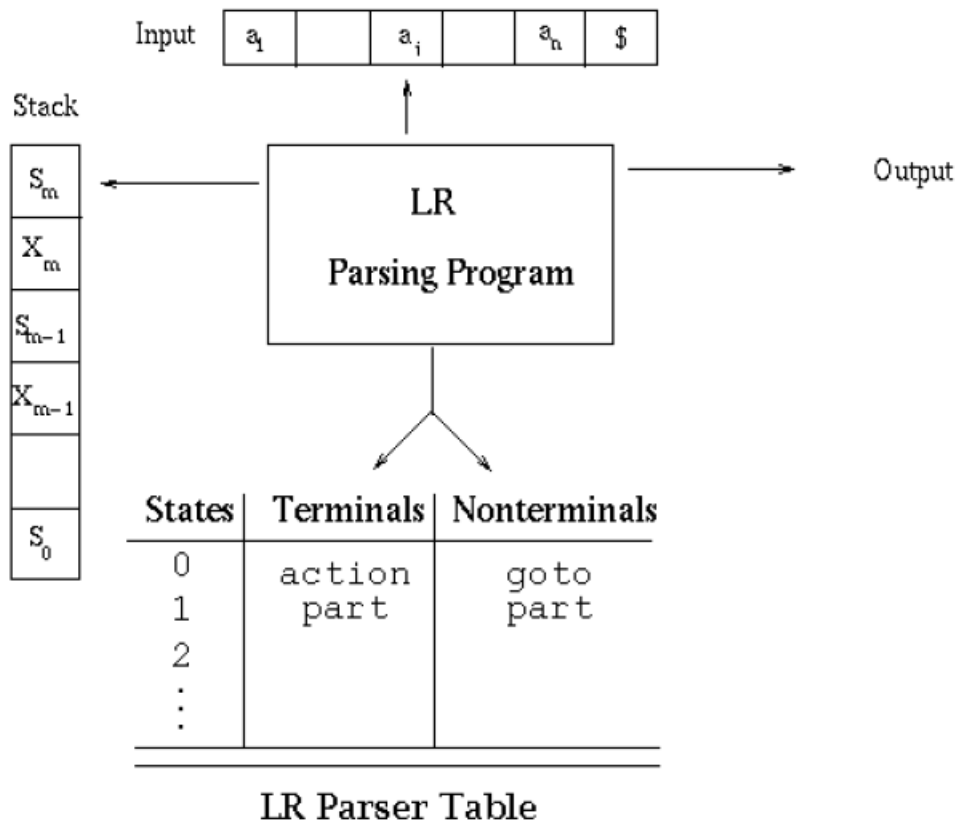 Input a₁ aᵢ aₙ $
Stack
Sₘ
Xₘ
Sₘ₋₁
Xₘ₋₁
S₀
LR
Parsing Program
Output
States Terminals Nonterminals
0 action goto
1 part part
2
⋮
LR Parser Table